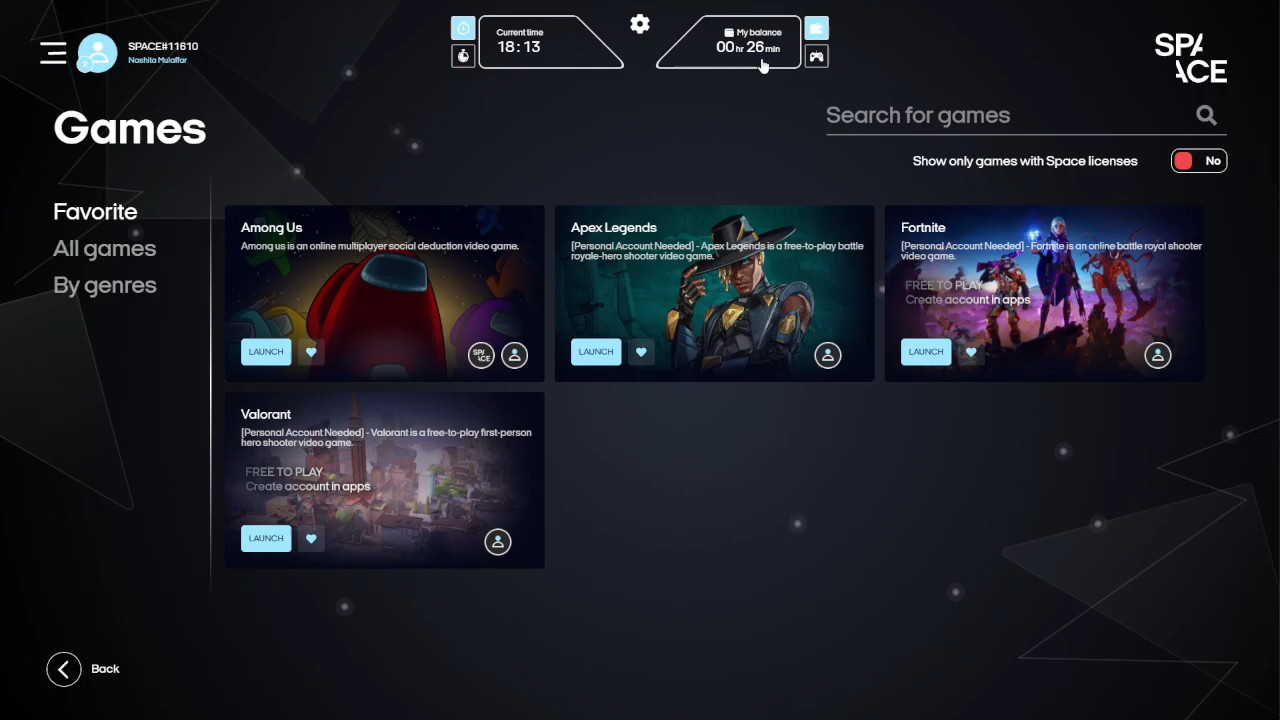 SPACE#11610
Nashita Mulaffar
2
Current time
18 : 13
My balance
00 hr 26 min
SPA
ACE
Games
Search for games
Show only games with Space licenses
No
Favorite
All games
By genres
Among Us
Among us is an online multiplayer social deduction video game.
LAUNCH
SPA
ACE
Apex Legends
[Personal Account Needed] - Apex Legends is a free-to-play battle
royale-hero shooter video game.
LAUNCH
Fortnite
[Personal Account Needed] - Fortnite is an online battle royal shooter
video game.
FREE TO PLAY
Create account in apps
LAUNCH
Valorant
[Personal Account Needed] - Valorant is a free-to-play first-person
hero shooter video game.
FREE TO PLAY
Create account in apps
LAUNCH
Back